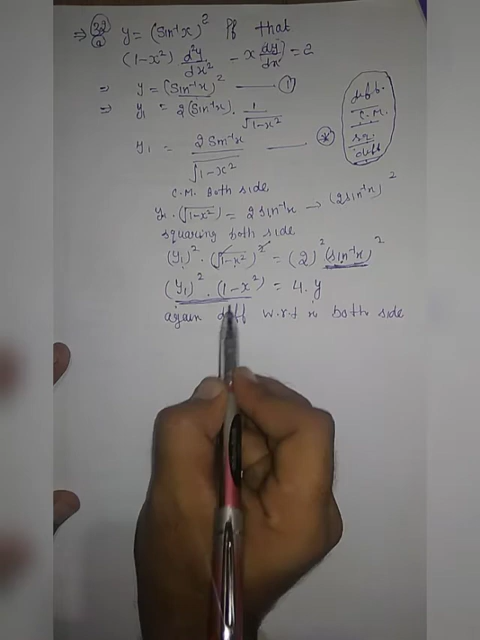 ⇒ 32/a y = (Sin⁻¹x)² Pf that
(1-x²) d²y/dx² - x dy/dx = 2
⇒ y = (Sin⁻¹x)² —— ①
⇒ y₁ = 2(Sin⁻¹x) · 1/√1-x²
y₁ = 2 Sin⁻¹x/√1-x² —— ⊛
C.M. Both side
y₁ · (√1-x²) = 2 sin⁻¹x → (2 sin⁻¹x)²
squaring both side
(y₁)² · (√1-x²)² = (2)² (sin⁻¹x)²
(y₁)² · (1-x²) = 4 · y
again diff w.r.t x both side
diff.
C.M.
sq.
diff